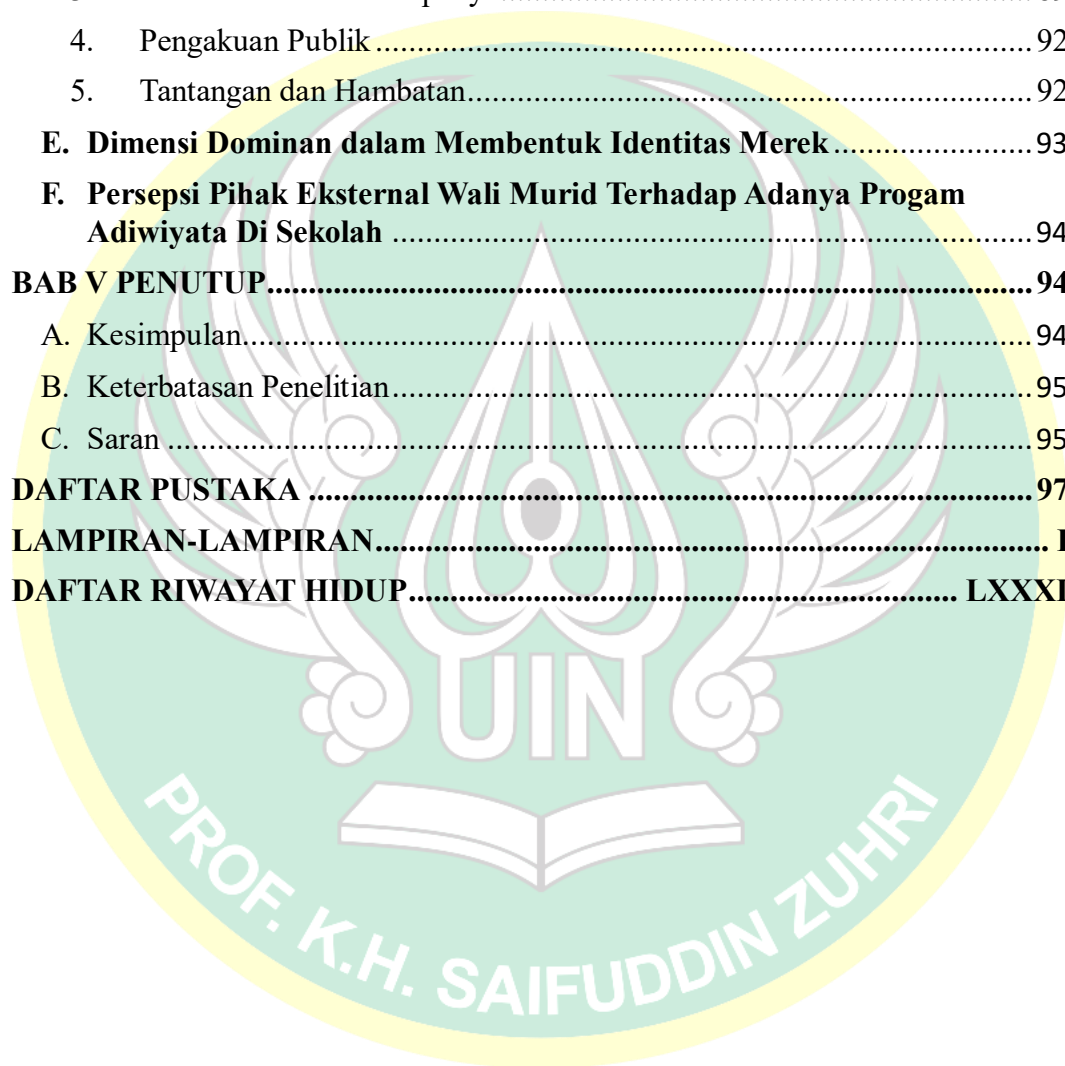 4. Pengakuan Publik 92
5. Tantangan dan Hambatan 92
E. Dimensi Dominan dalam Membentuk Identitas Merek 93
F. Persepsi Pihak Eksternal Wali Murid Terhadap Adanya Progam
Adiwiyata Di Sekolah 94
BAB V PENUTUP 94
A. Kesimpulan 94
B. Keterbatasan Penelitian 95
C. Saran 95
DAFTAR PUSTAKA 97
LAMPIRAN-LAMPIRAN I
DAFTAR RIWAYAT HIDUP LXXXI
UIN
PROF. K.H. SAIFUDDIN ZUHRI